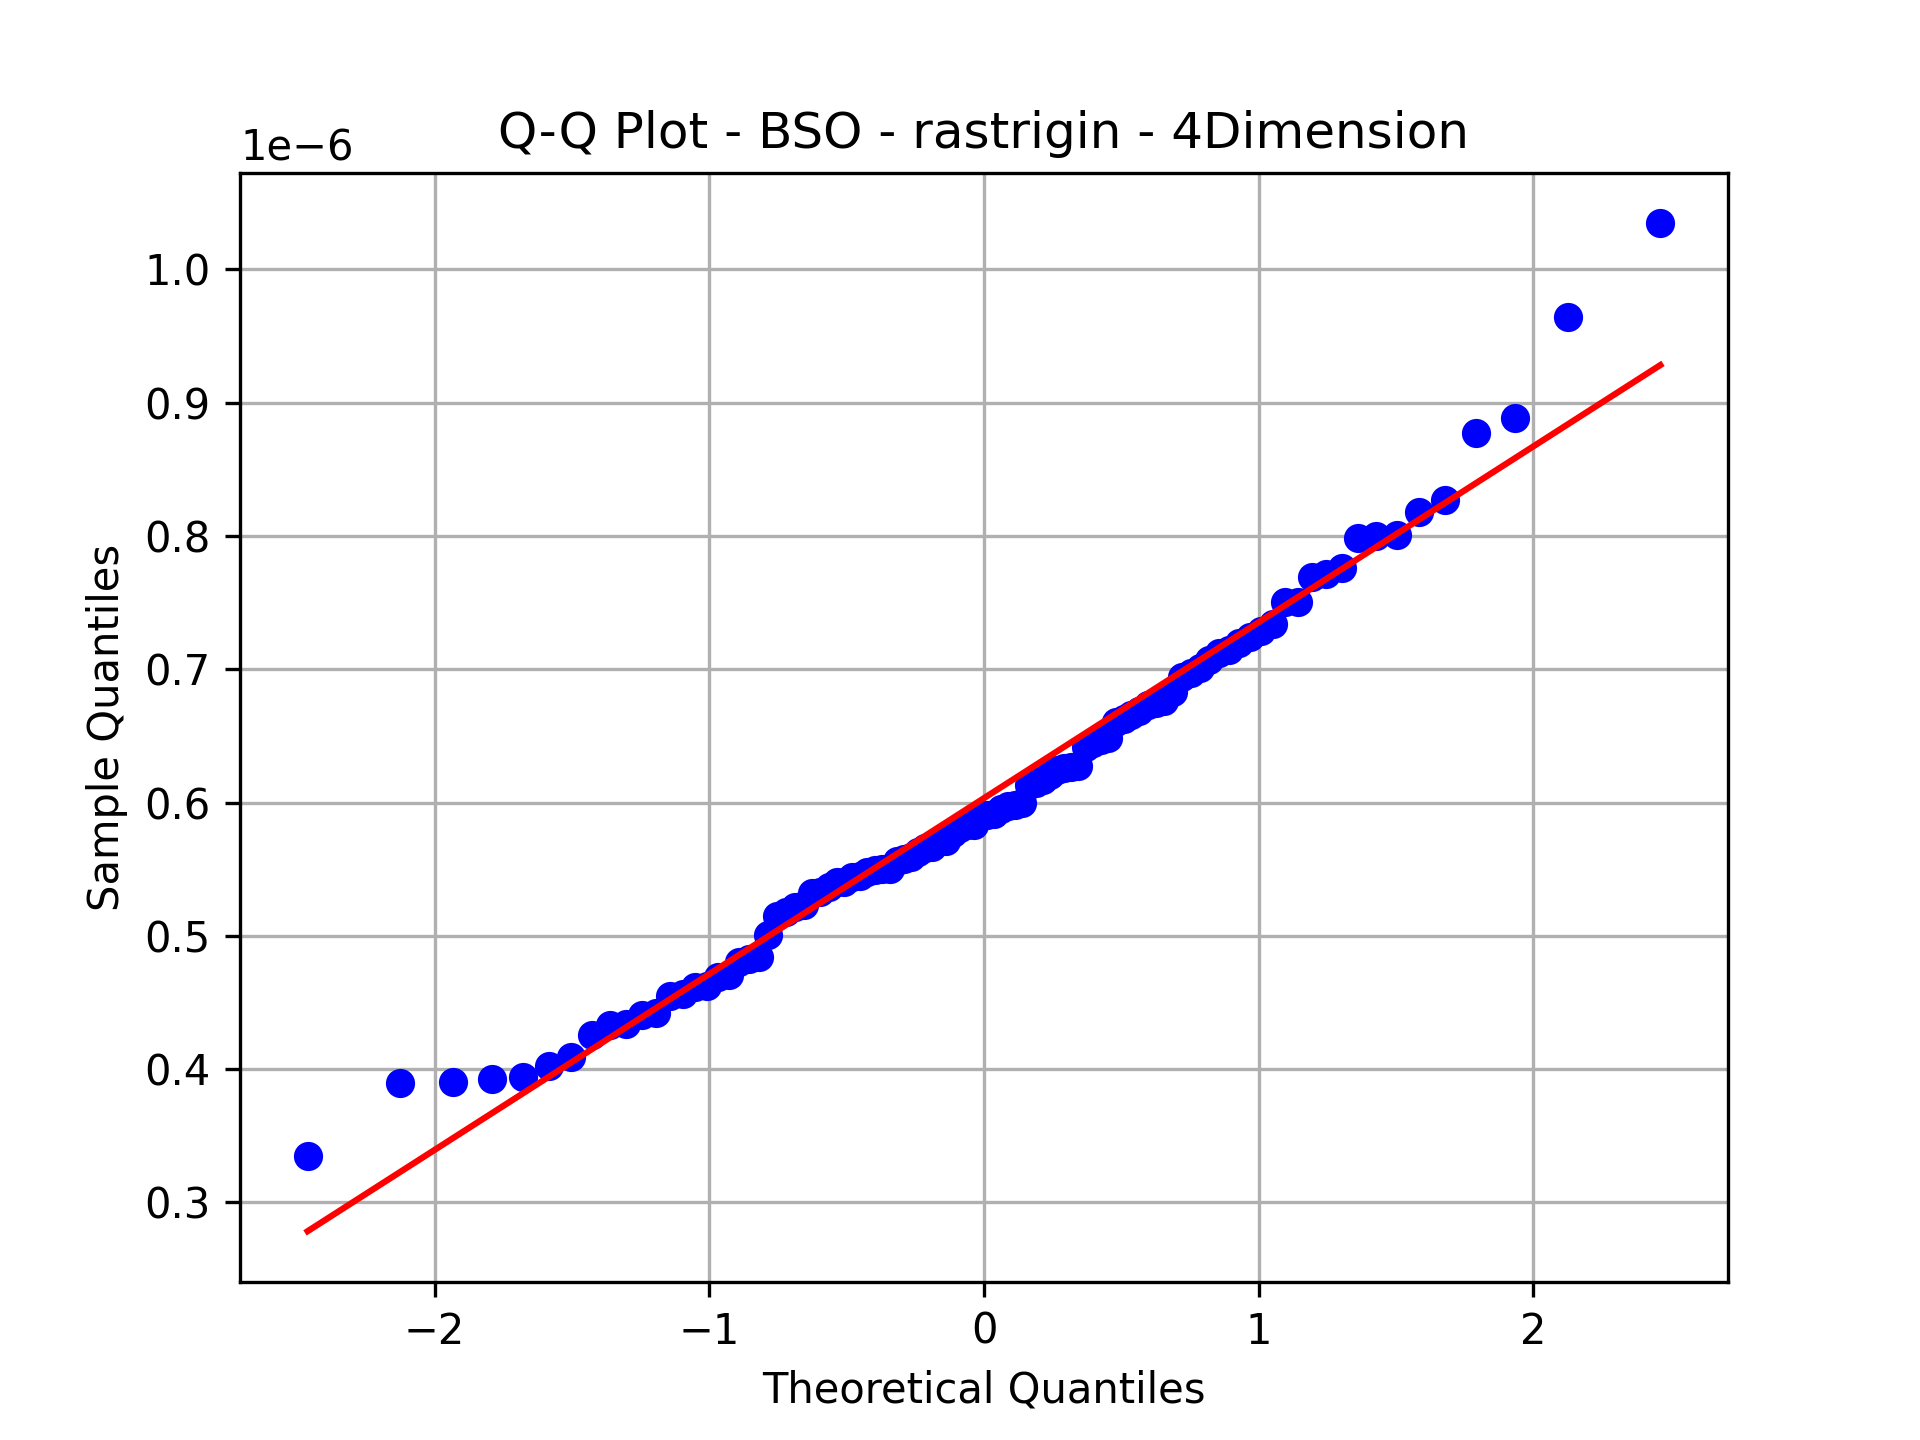 Q-Q Plot - BSO - rastrigin - 4Dimension
1e−6
1.0
0.9
0.8
0.7
0.6
0.5
0.4
0.3
Sample Quantiles
−2 −1 0 1 2
Theoretical Quantiles